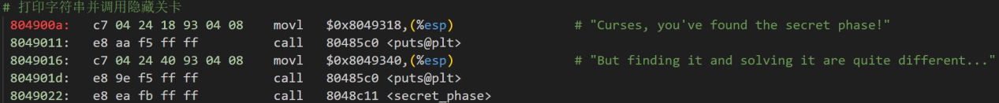 # 打印字符串并调用隐藏关卡
804900a: c7 04 24 18 93 04 08 movl $0x8049318,(%esp) # "Curses, you've found the secret phase!"
8049011: e8 aa f5 ff ff call 80485c0 <puts@plt>
8049016: c7 04 24 40 93 04 08 movl $0x8049340,(%esp) # "But finding it and solving it are quite different..."
804901d: e8 9e f5 ff ff call 80485c0 <puts@plt>
8049022: e8 ea fb ff ff call 8048c11 <secret_phase>